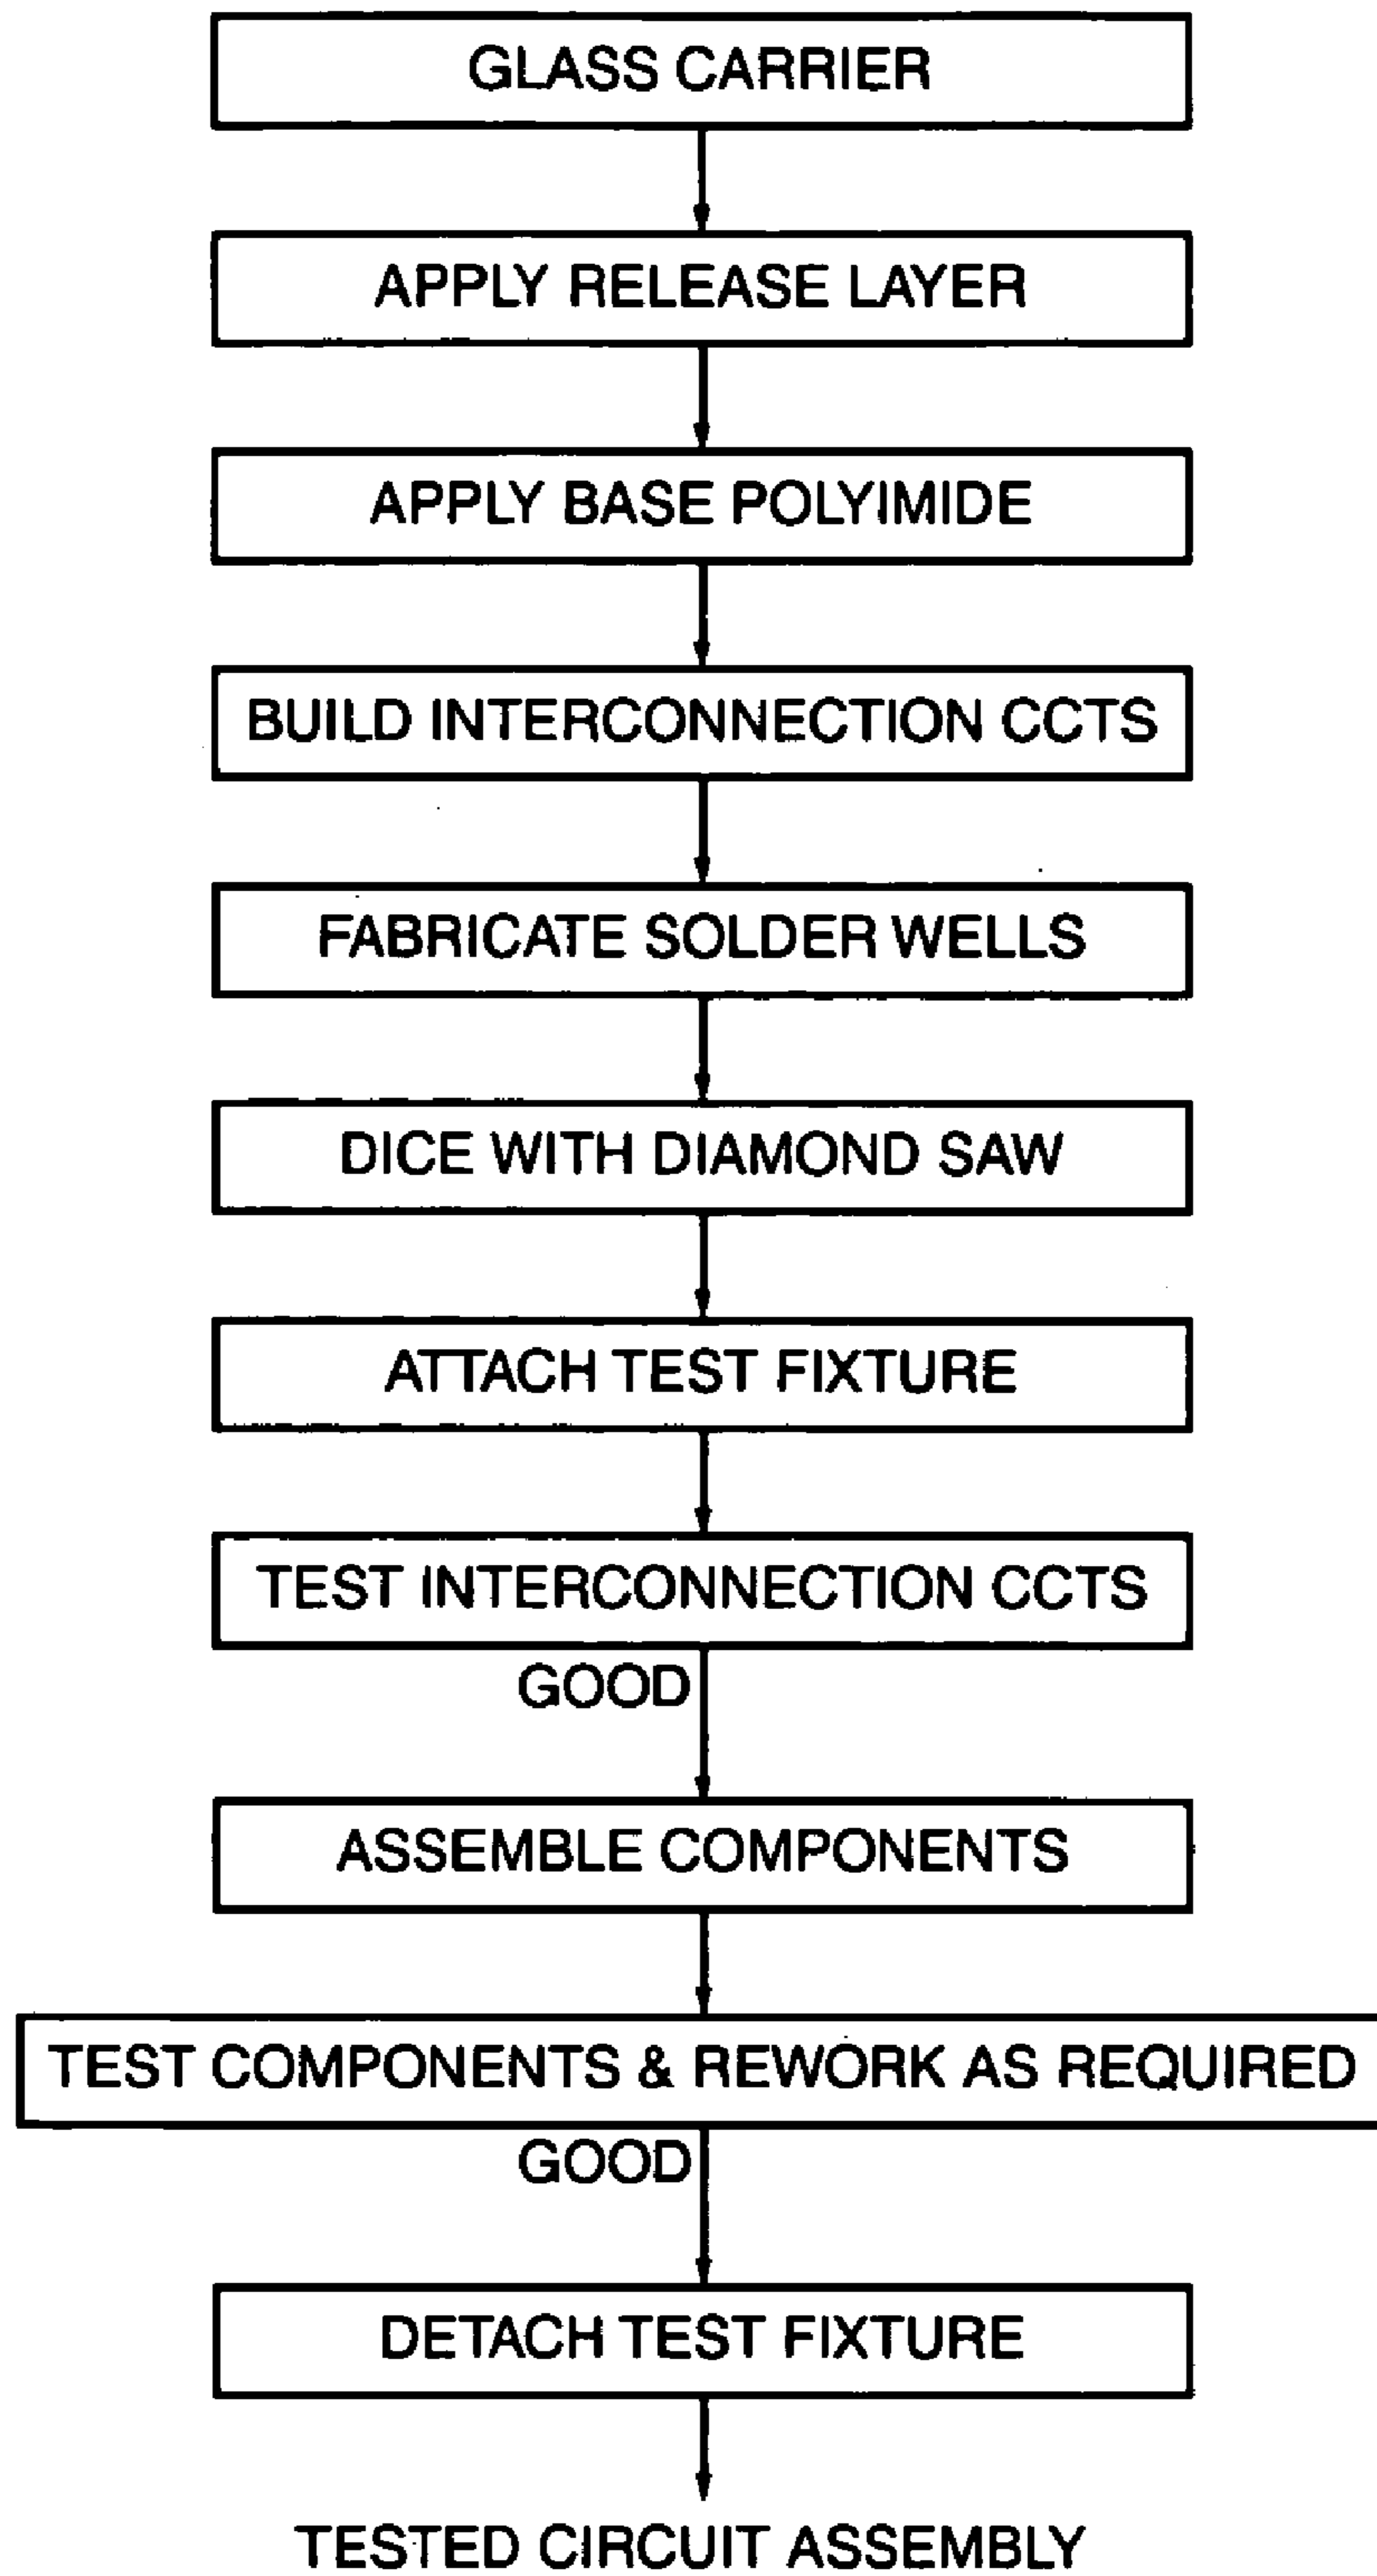 GLASS CARRIER
APPLY RELEASE LAYER
APPLY BASE POLYIMIDE
BUILD INTERCONNECTION CCTS
FABRICATE SOLDER WELLS
DICE WITH DIAMOND SAW
ATTACH TEST FIXTURE
TEST INTERCONNECTION CCTS
GOOD
ASSEMBLE COMPONENTS
TEST COMPONENTS & REWORK AS REQUIRED
GOOD
DETACH TEST FIXTURE
TESTED CIRCUIT ASSEMBLY